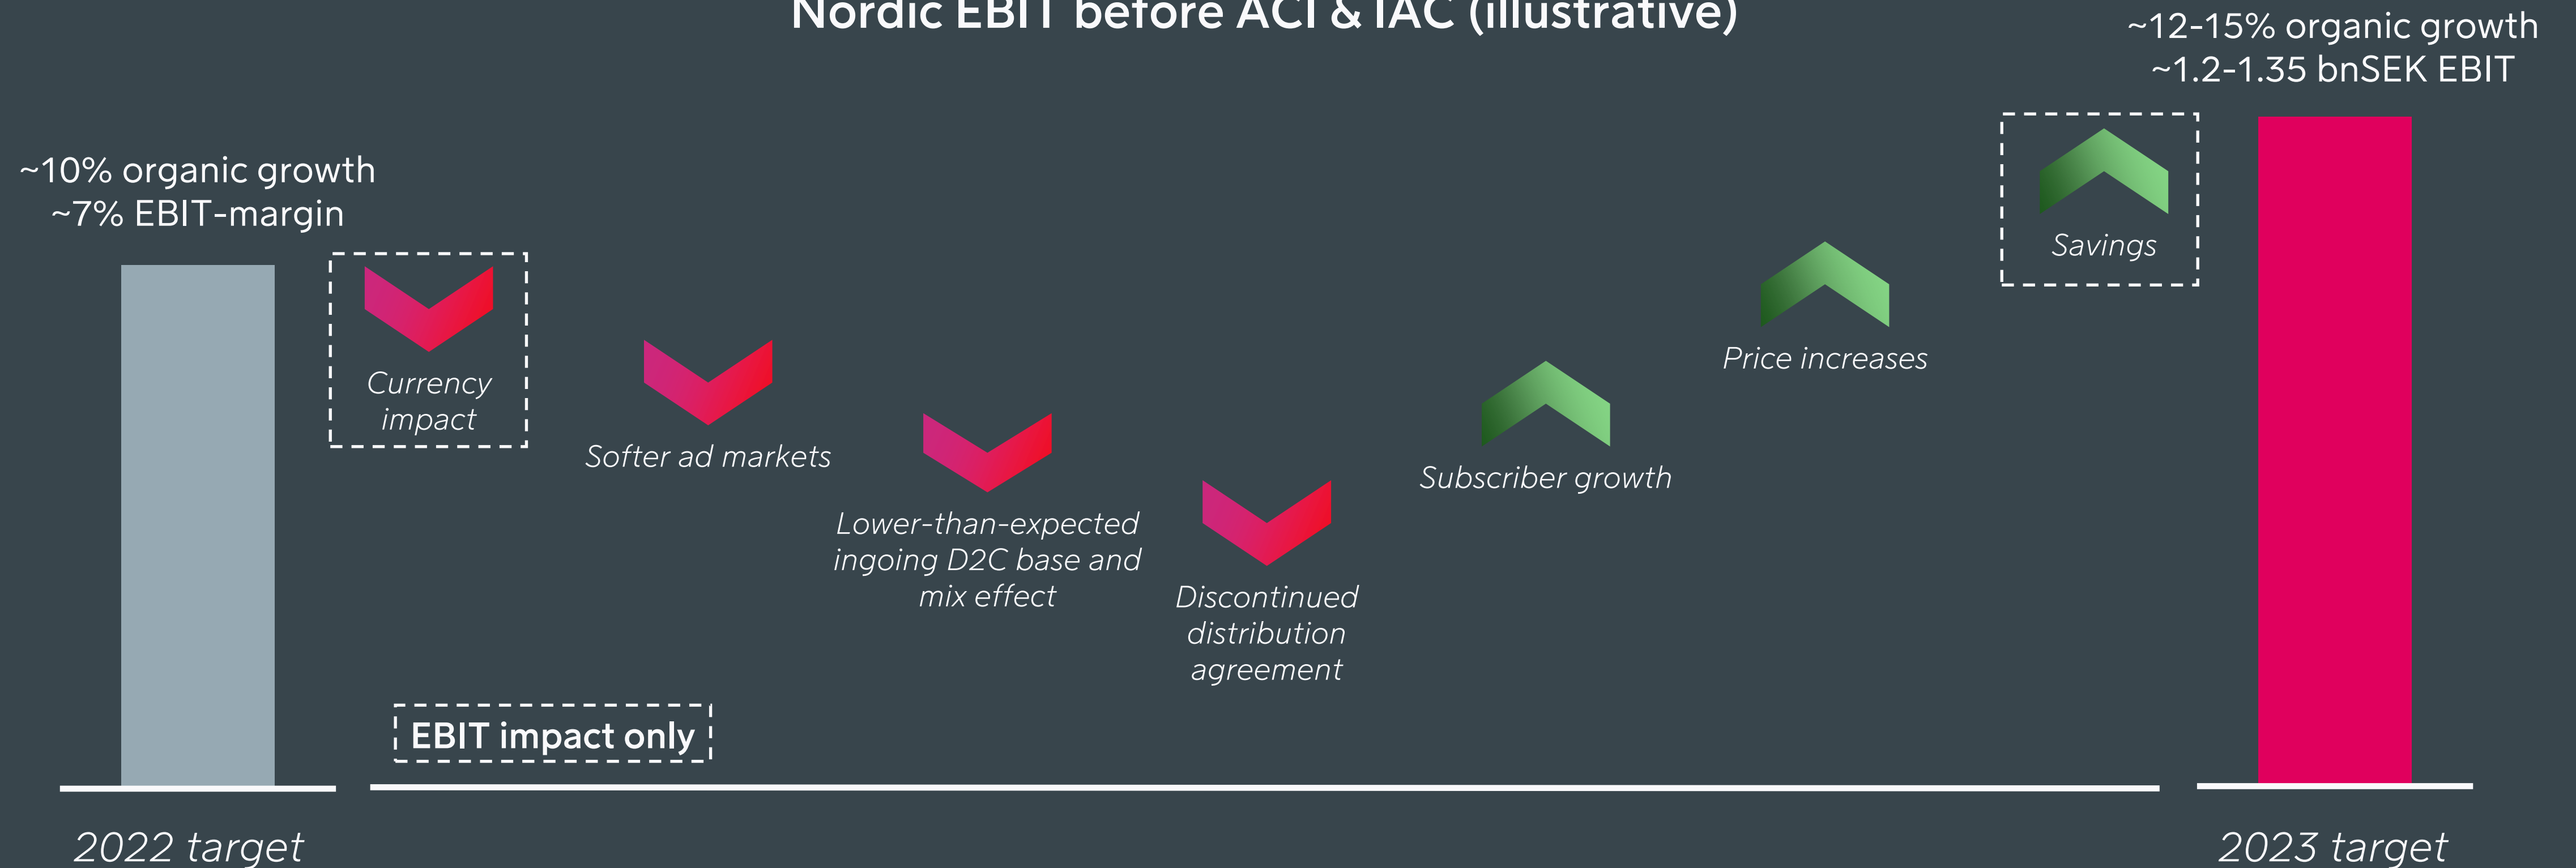 Nordic EBIT before ACI & IAC (illustrative)
~12-15% organic growth
~1.2-1.35 bnSEK EBIT
~10% organic growth
~7% EBIT-margin
Currency
impact
Softer ad markets
Lower-than-expected
ingoing D2C base and
mix effect
Discontinued
distribution
agreement
Subscriber growth
Price increases
Savings
EBIT impact only
2022 target
2023 target